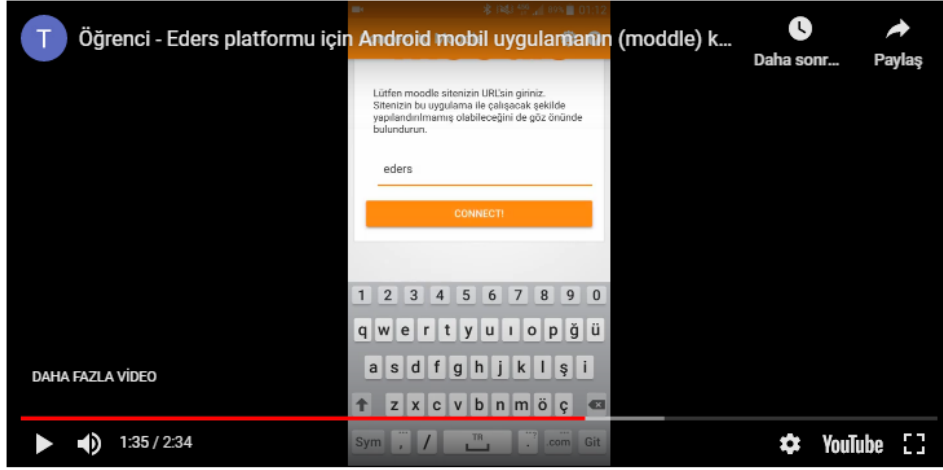 01:12
T
Öğrenci - Eders platformu için Android mobil uygulamanın (moddle) k...
Daha sonr...
Paylaş
Lütfen moodle sitenizin URL'sin giriniz.
Sitenizin bu uygulama ile çalışacak şekilde
yapılandırılmamış olabileceğini de göz önünde
bulundurun.
eders
CONNECT!
1 2 3 4 5 6 7 8 9 0
q w e r t y u ı o p ğ ü
a s d f g h j k l ş i
z x c v b n m ö ç
DAHA FAZLA VİDEO
Sym , / TR . .com Git
1:35 / 2:34
YouTube